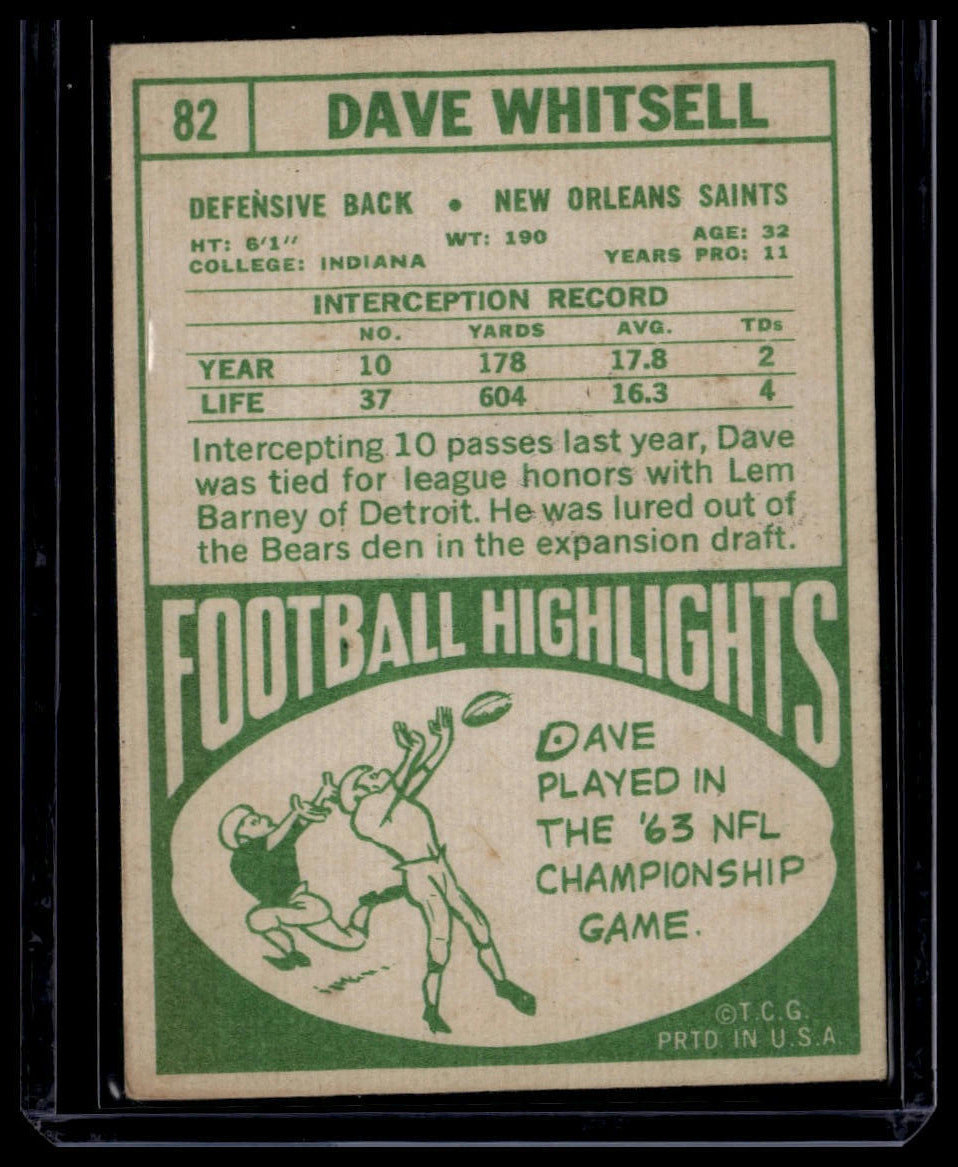 82 DAVE WHITSELL
DEFENSIVE BACK • NEW ORLEANS SAINTS
HT: 6'1" WT: 190 AGE: 32
COLLEGE: INDIANA YEARS PRO: 11
INTERCEPTION RECORD
NO. YARDS AVG. TDs
YEAR 10 178 17.8 2
LIFE 37 604 16.3 4
Intercepting 10 passes last year, Dave
was tied for league honors with Lem
Barney of Detroit. He was lured out of
the Bears den in the expansion draft.
FOOTBALL HIGHLIGHTS
DAVE
PLAYED IN
THE '63 NFL
CHAMPIONSHIP
GAME.
©T.C.G.
PRTD IN U.S.A.